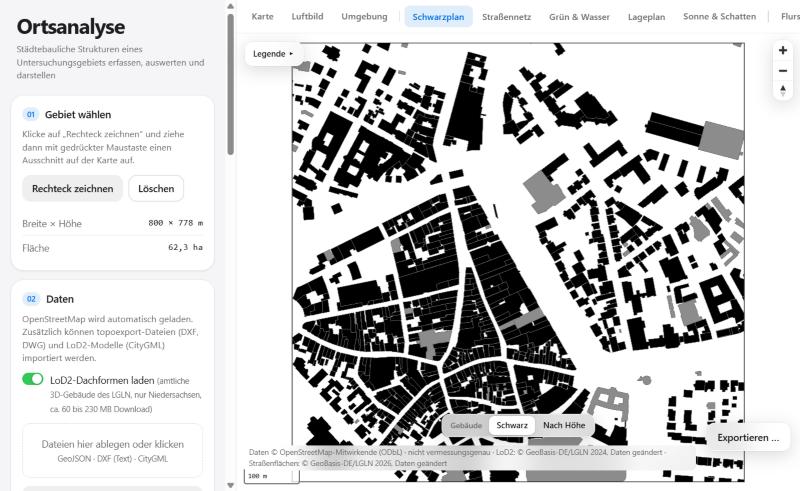 Ortsanalyse
Städtebauliche Strukturen eines
Untersuchungsgebiets erfassen, auswerten und
darstellen
01 Gebiet wählen
Klicke auf „Rechteck zeichnen“ und ziehe
dann mit gedrückter Maustaste einen
Ausschnitt auf der Karte auf.
Rechteck zeichnen Löschen
Breite × Höhe 800 × 778 m
Fläche 62,3 ha
02 Daten
OpenStreetMap wird automatisch geladen.
Zusätzlich können topoexport-Dateien (DXF,
DWG) und LoD2-Modelle (CityGML)
importiert werden.
LoD2-Dachformen laden (amtliche
3D-Gebäude des LGLN, nur Niedersachsen,
ca. 60 bis 230 MB Download)
Dateien hier ablegen oder klicken
GeoJSON · DXF (Text) · CityGML
Karte Luftbild Umgebung Schwarzplan Straßennetz Grün & Wasser Lageplan Sonne & Schatten Flurs
Legende ▸
Gebäude Schwarz Nach Höhe
Exportieren ...
Daten © OpenStreetMap-Mitwirkende (ODbL) · nicht vermessungsgenau · LoD2: © GeoBasis-DE/LGLN 2024, Daten geändert ·
Straßenflächen: © GeoBasis-DE/LGLN 2026, Daten geändert
100 m